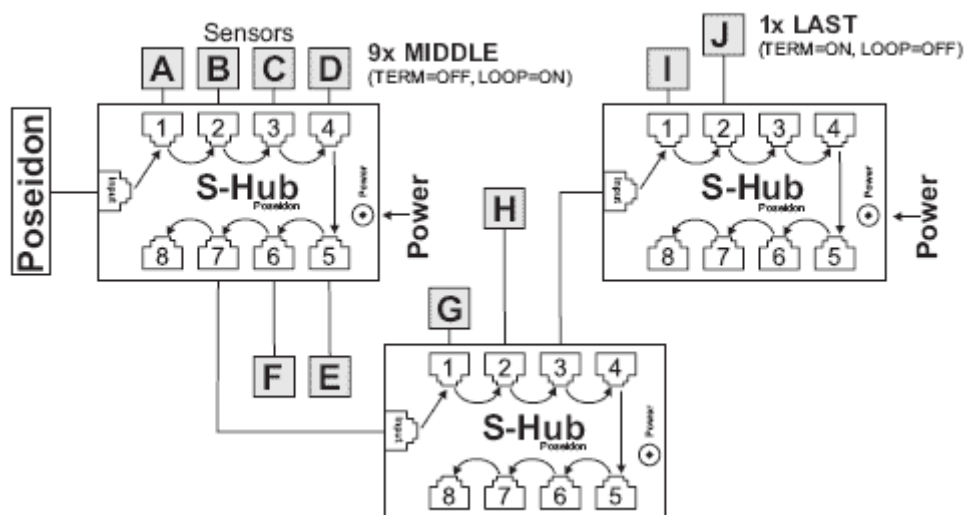 Sensors
A B C D
9x MIDDLE
(TERM=OFF, LOOP=ON)
J
1x LAST
(TERM=ON, LOOP=OFF)
I
Poseidon
Input
1 2 3 4
S-Hub
Poseidon
Power
8 7 6 5
Power
F E
H
G
Input
1 2 3 4
S-Hub
Poseidon
Power
8 7 6 5
Input
1 2 3 4
S-Hub
Poseidon
Power
8 7 6 5
Power